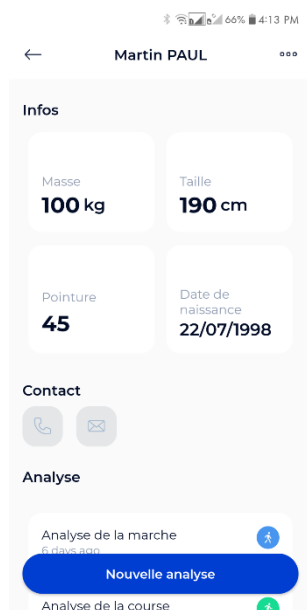 66% 4:13 PM
Martin PAUL
Infos
Masse
100 kg
Taille
190 cm
Pointure
45
Date de
naissance
22/07/1998
Contact
Analyse
Analyse de la marche
6 days ago
Nouvelle analyse
Analyse de la course